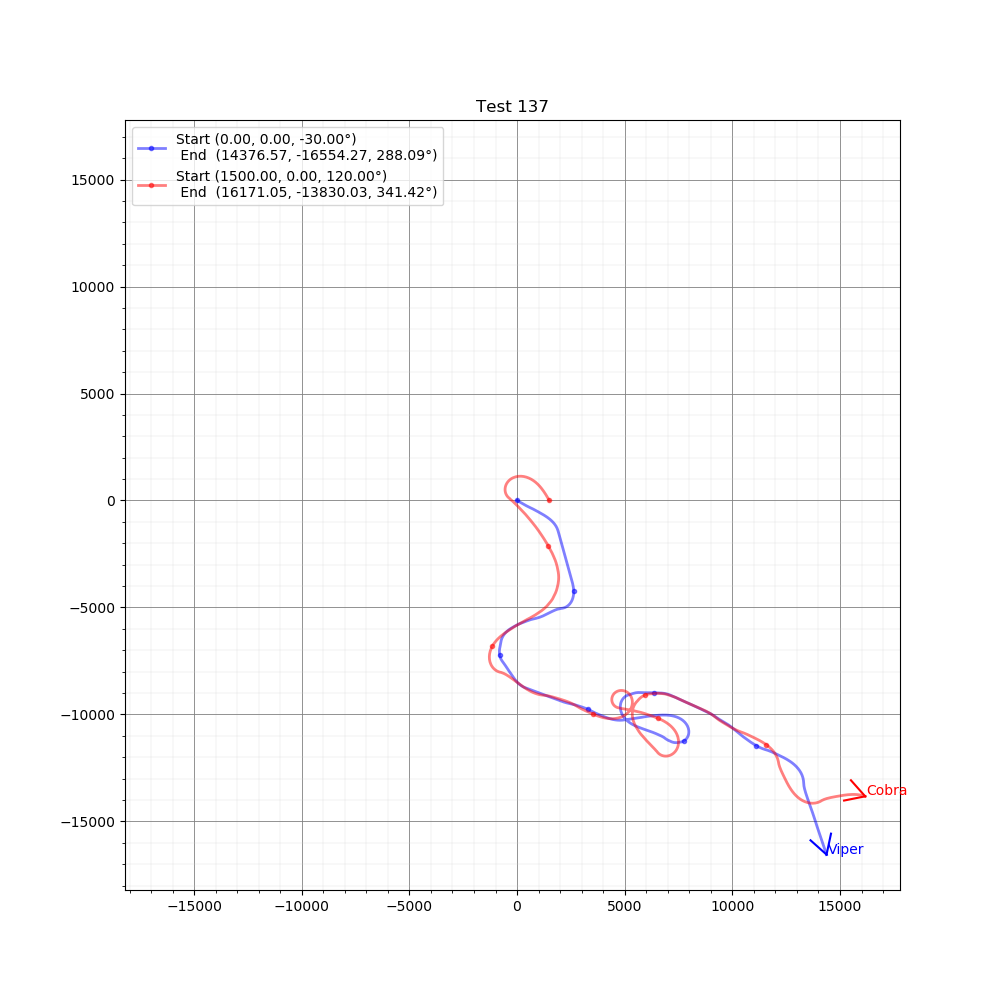 Test 137
Start (0.00, 0.00, -30.00°)
End (14376.57, -16554.27, 288.09°)
Start (1500.00, 0.00, 120.00°)
End (16171.05, -13830.03, 341.42°)
15000
10000
5000
0
−5000
−10000
−15000
Cobra
Viper
−15000 −10000 −5000 0 5000 10000 15000